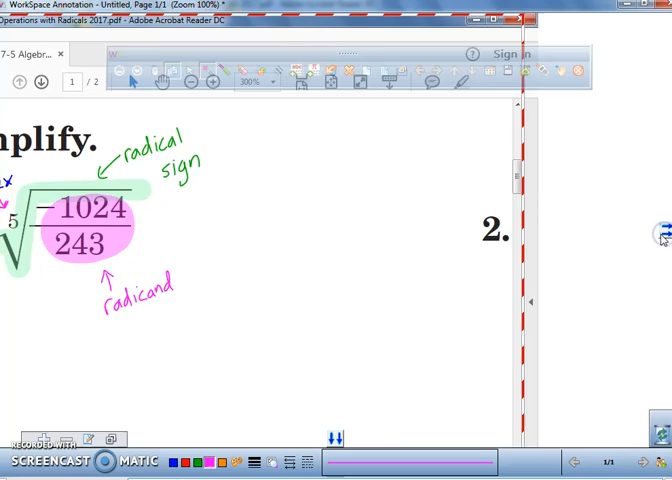 WorkSpace Annotation - Untitled, Page 1/1 (Zoom 100%) *
Operations with Radicals 2017.pdf - Adobe Acrobat Reader DC
7-5 Algebr... ×
Sign In
1 / 2
300%
mplify.
radical
sign
ex
5
−1024
243
2.
radicand
RECORDED WITH
SCREENCAST MATIC
1/1